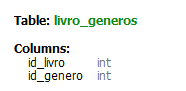 Table: livro_generos
Columns:
id_livro int
id_genero int